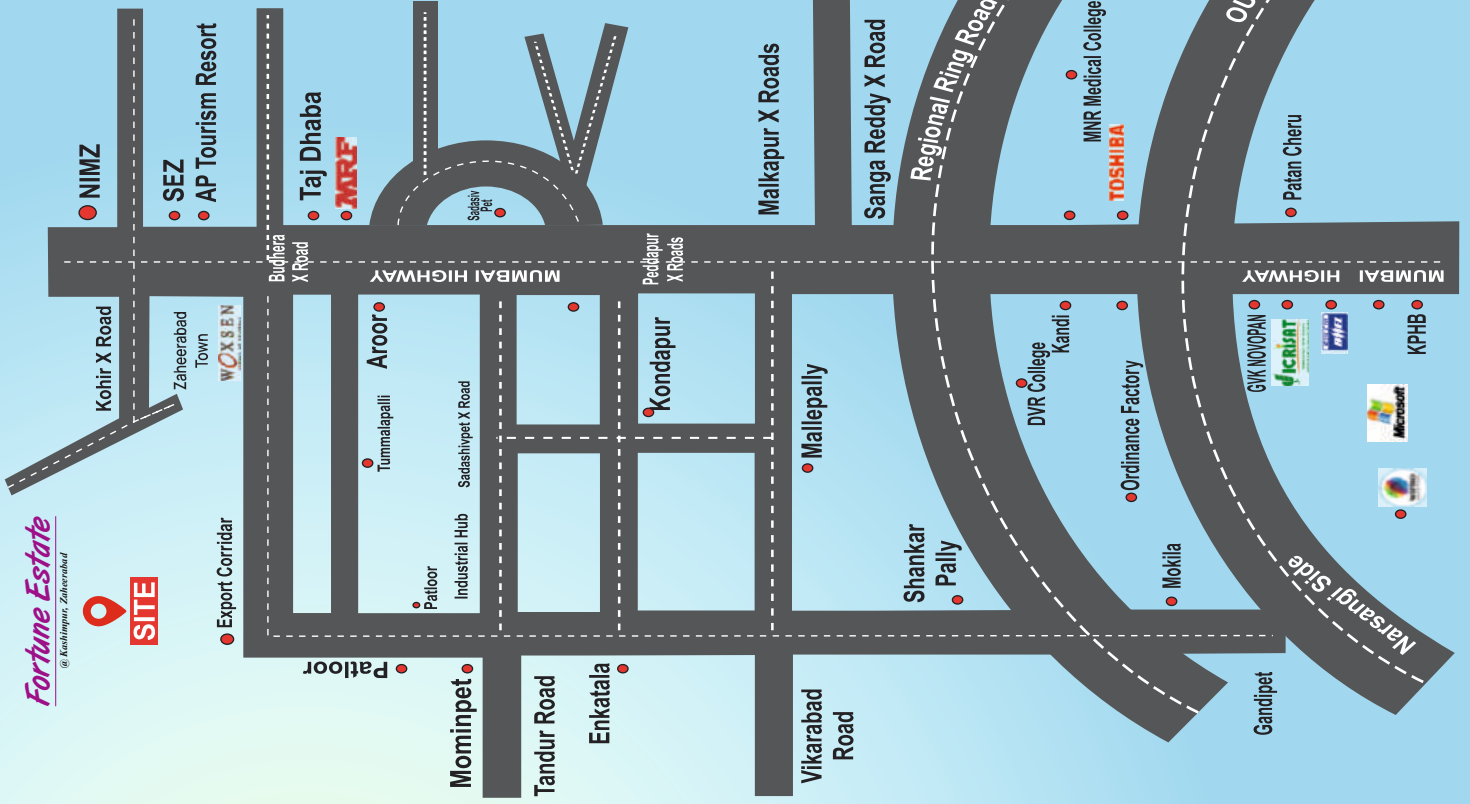 NIMZ
SEZ
AP Tourism Resort
Taj Dhaba
MRF
Sadasiv
Pet
Malkapur X Roads
Sanga Reddy X Road
Regional Ring Road
MNR Medical College
TOSHIBA
OU
Patan Cheru
Budhera
X Road
MUMBAI HIGHWAY
Peddapur
X Roads
MUMBAI HIGHWAY
Kohir X Road
Zaheerabad
Town
WOXSEN
Aroor
Tummalapalli
Sadashivpet X Road
Kondapur
Mallepally
DVR College
Kandi
Ordinance Factory
GVK NOVOPAN
ICRISAT
BHEL
KPHB
Microsoft
Fortune Estate
@ Kashimpur, Zaheerabad
SITE
Export Corridar
Patloor
Industrial Hub
Shankar
Pally
Mokila
Narsangi Side
Patloor
Mominpet
Tandur Road
Enkatala
Vikarabad
Road
Gandipet